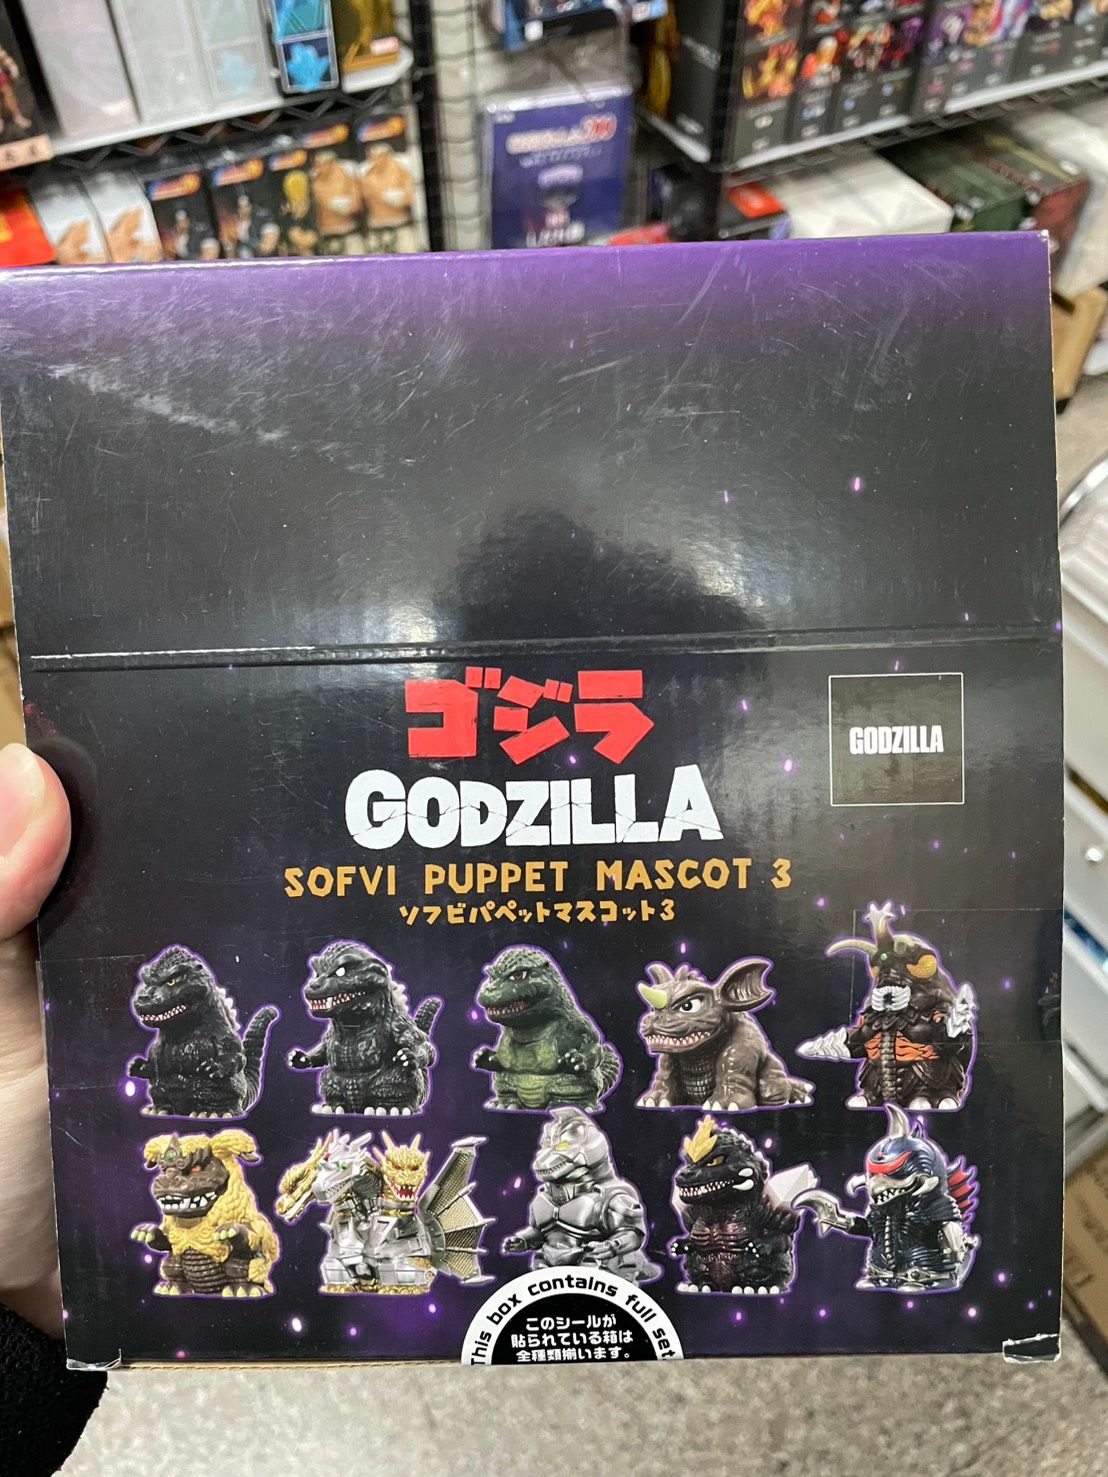 ゴジラ
GODZILLA
GODZILLA
SOFVI PUPPET MASCOT 3
ソフビパペットマスコット3
This box contains full set.
このシールが
貼られている箱は
全種類揃います。